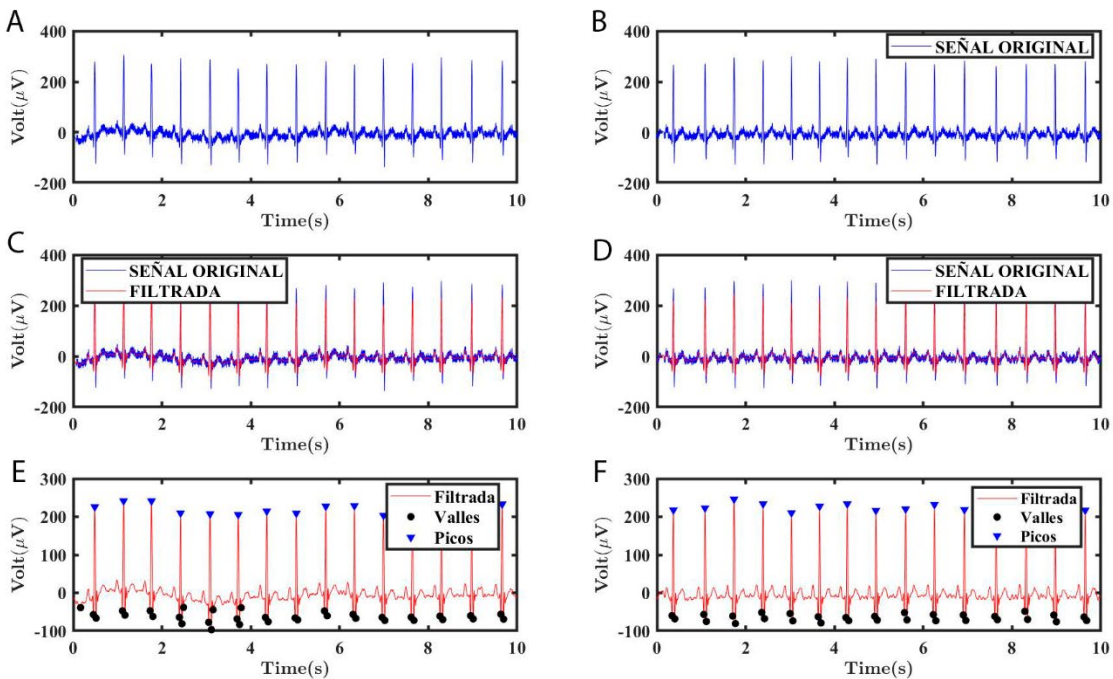 A
400
200
0
-200
Volt(μV)
0 2 4 6 8 10
Time(s)
B
400
200
0
-200
Volt(μV)
SEÑAL ORIGINAL
0 2 4 6 8 10
Time(s)
C
400
200
0
-200
Volt(μV)
SEÑAL ORIGINAL
FILTRADA
0 2 4 6 8 10
Time(s)
D
400
200
0
-200
Volt(μV)
SEÑAL ORIGINAL
FILTRADA
0 2 4 6 8 10
Time(s)
E
300
200
100
0
-100
Volt(μV)
Filtrada
Valles
Picos
0 2 4 6 8 10
Time(s)
F
300
200
100
0
-100
Volt(μV)
Filtrada
Valles
Picos
0 2 4 6 8 10
Time(s)